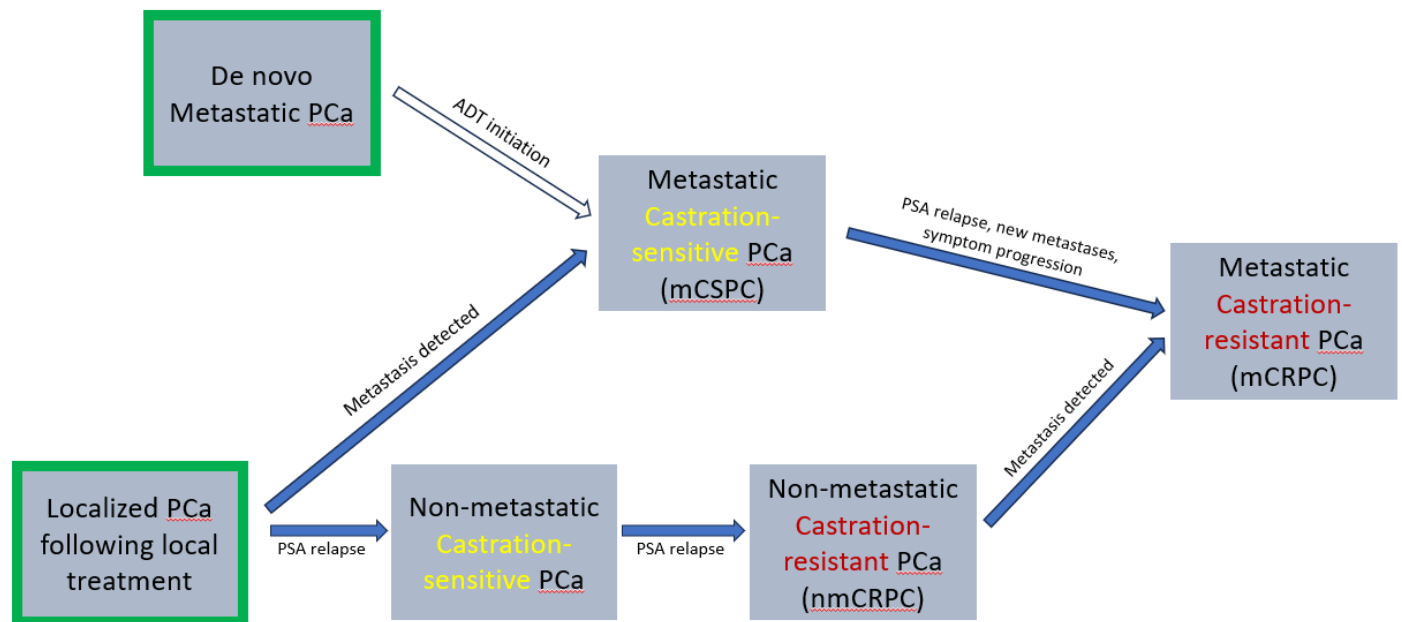 De novo
Metastatic PCa
ADT initiation
Metastatic
Castration-
sensitive PCa
(mCSPC)
PSA relapse, new metastases,
symptom progression
Metastatic
Castration-
resistant PCa
(mCRPC)
Metastasis detected
Metastasis detected
Localized PCa
following local
treatment
PSA relapse
Non-metastatic
Castration-
sensitive PCa
PSA relapse
Non-metastatic
Castration-
resistant PCa
(nmCRPC)